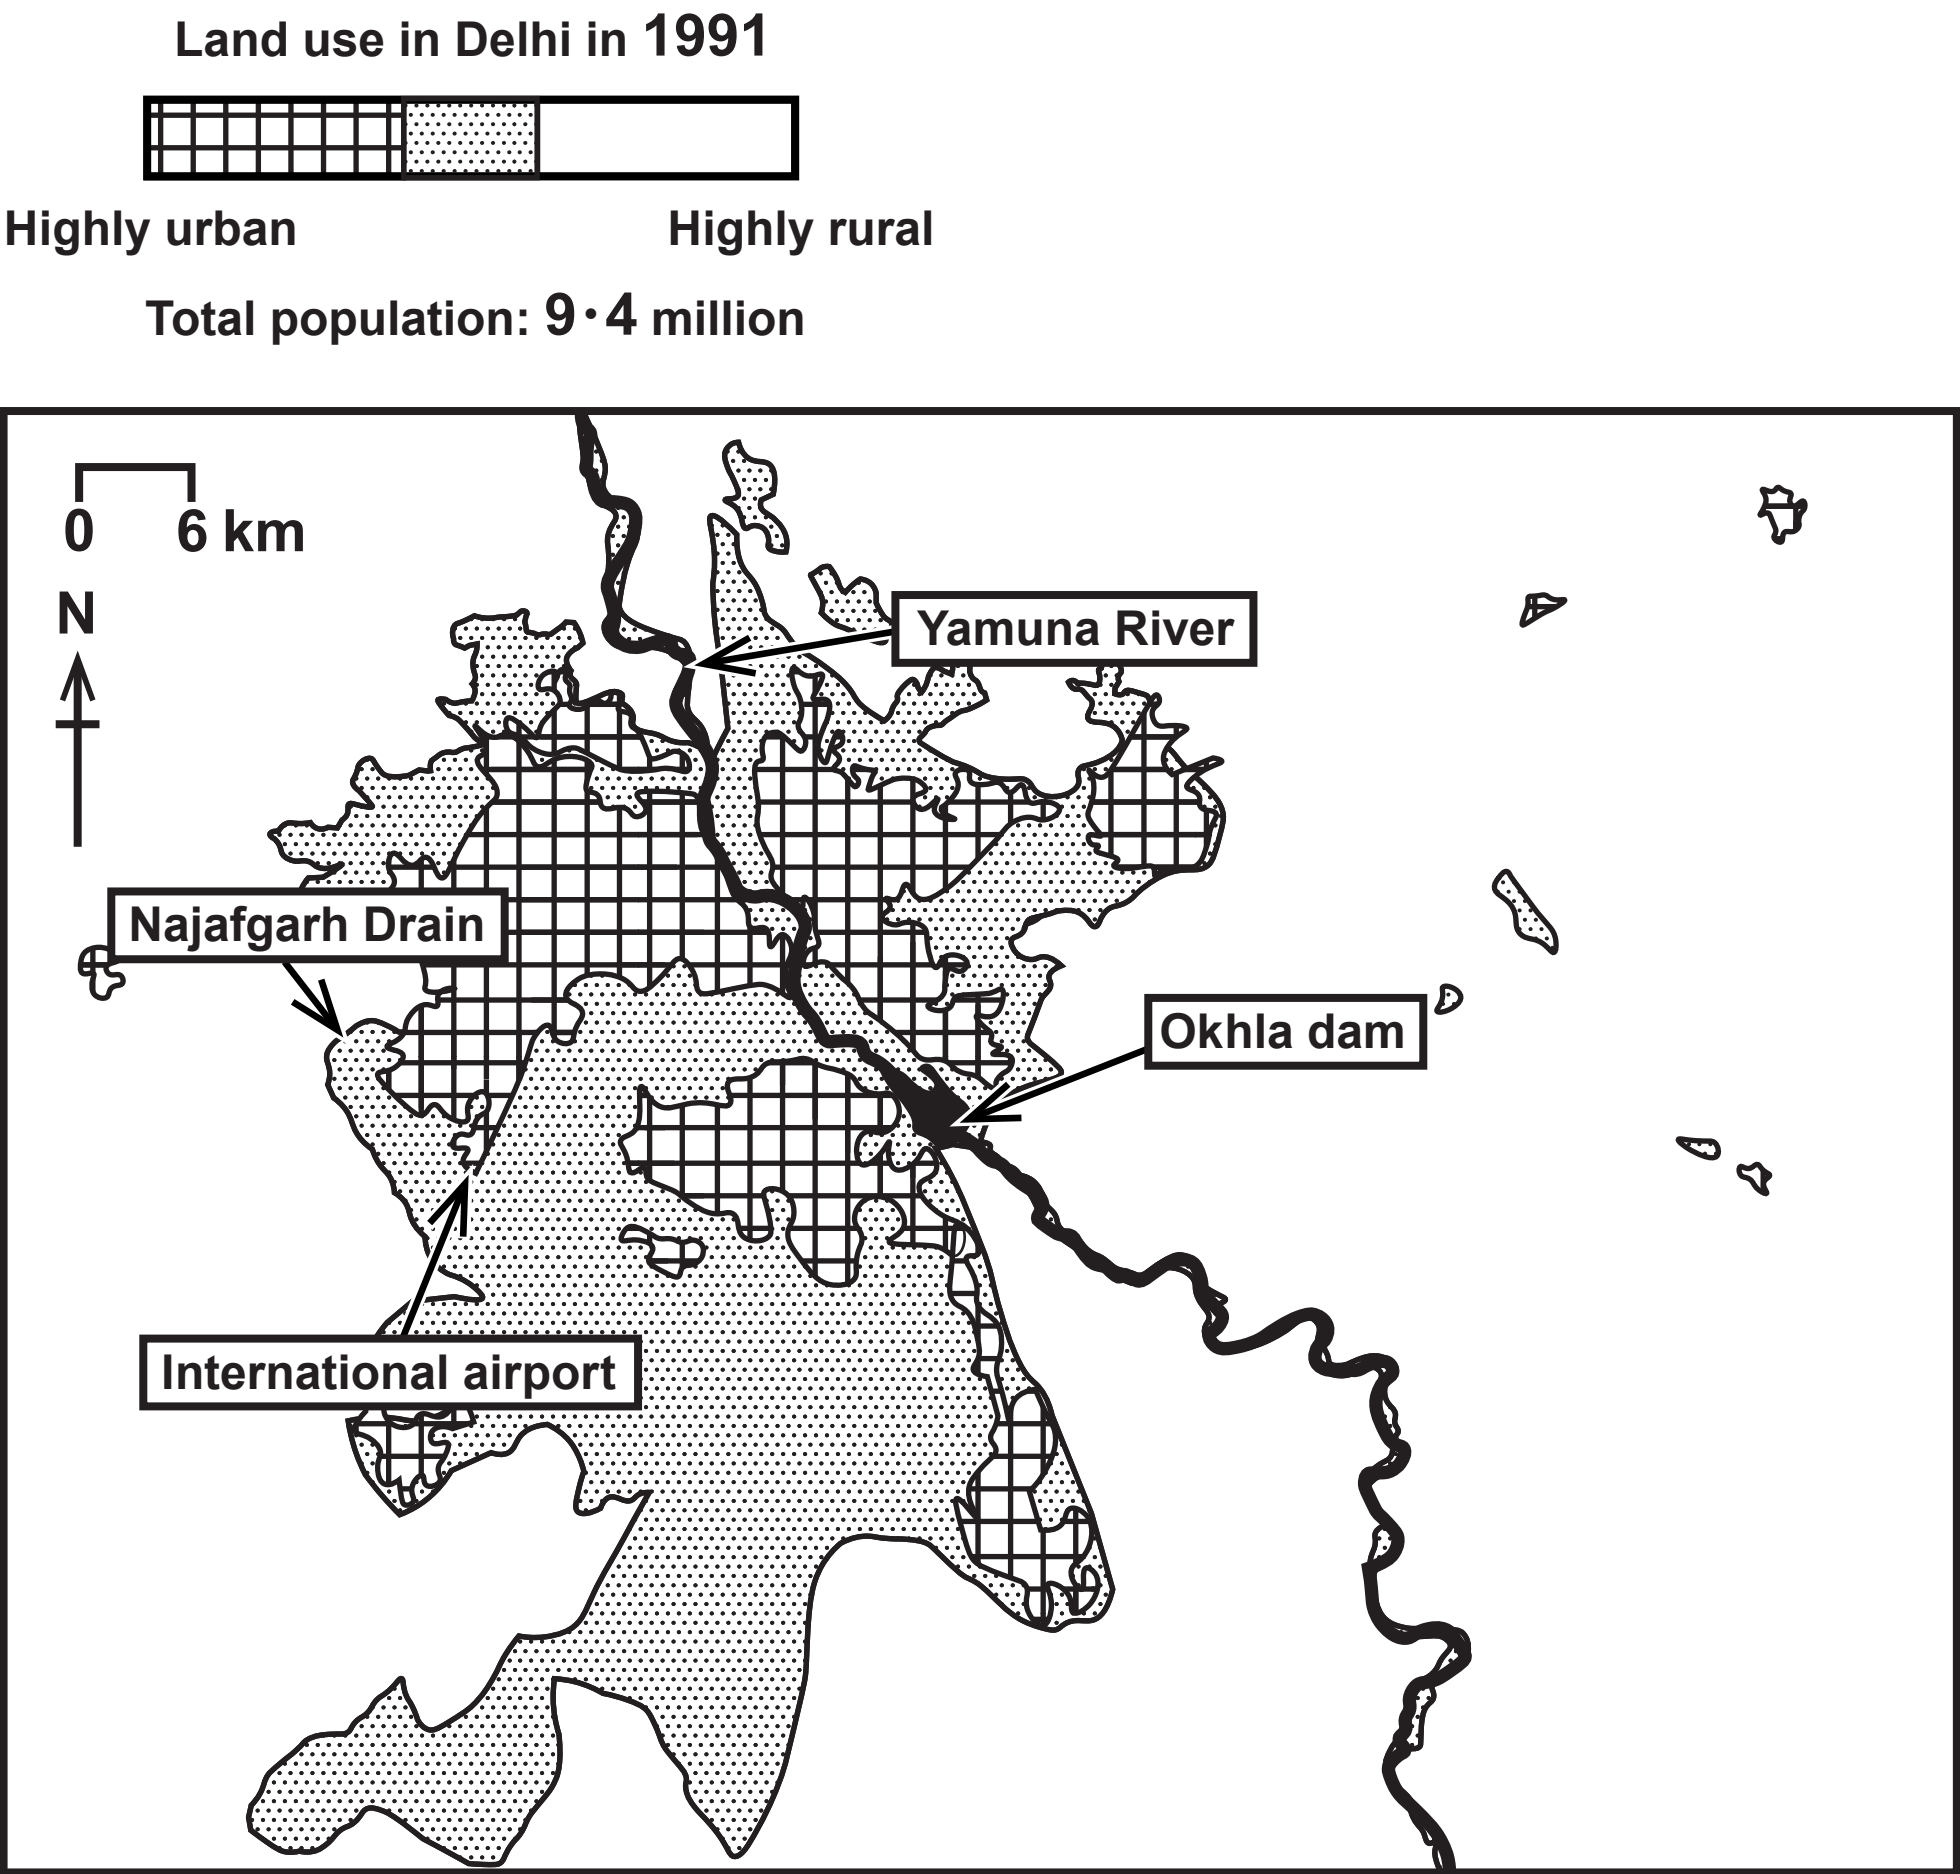 Land use in Delhi in 1991
Highly urban
Highly rural
Total population: 9·4 million
0 6 km
N
Yamuna River
Najafgarh Drain
Okhla dam
International airport